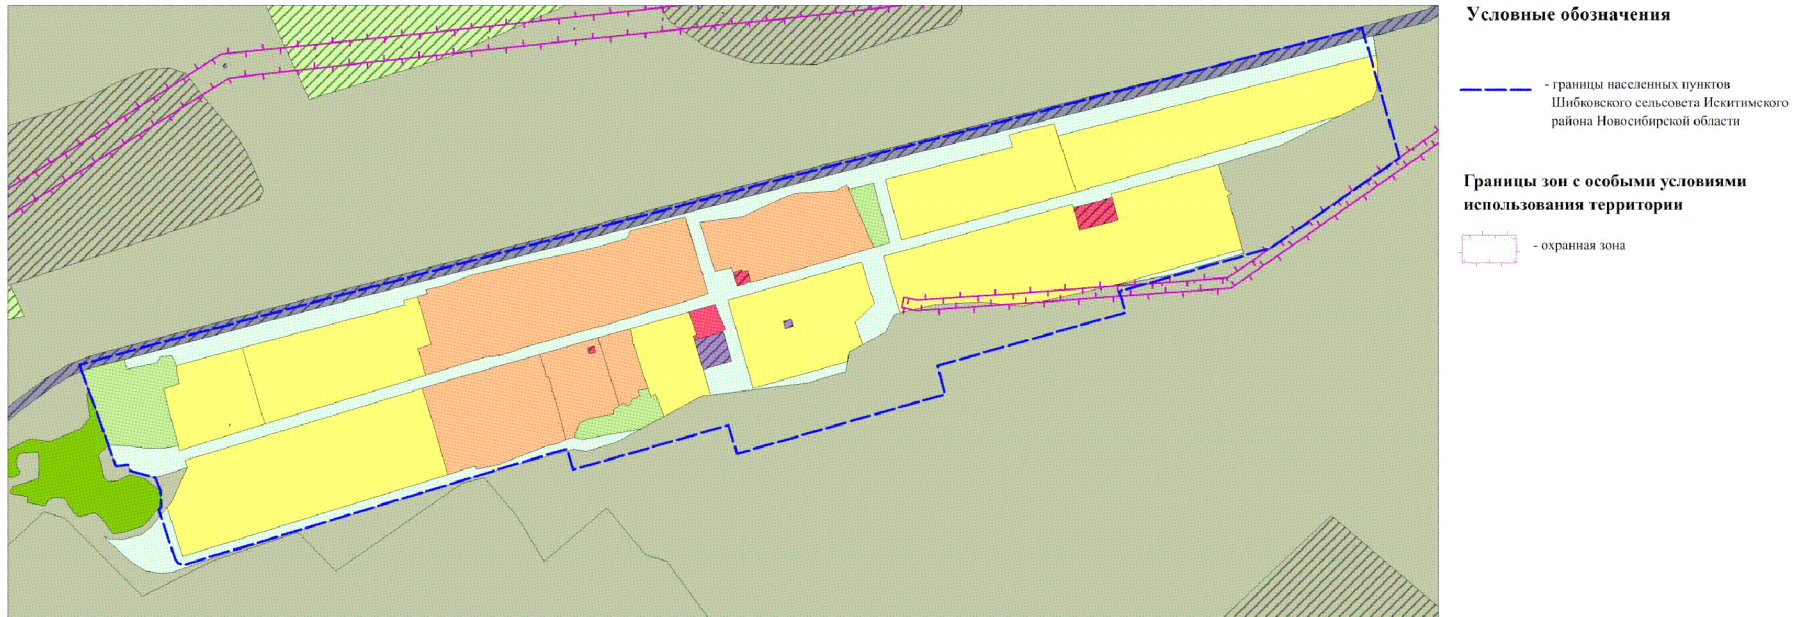 Условные обозначения
- границы населенных пунктов
Шибковского сельсовета Искитимского
района Новосибирской области
Границы зон с особыми условиями
использования территории
- охранная зона